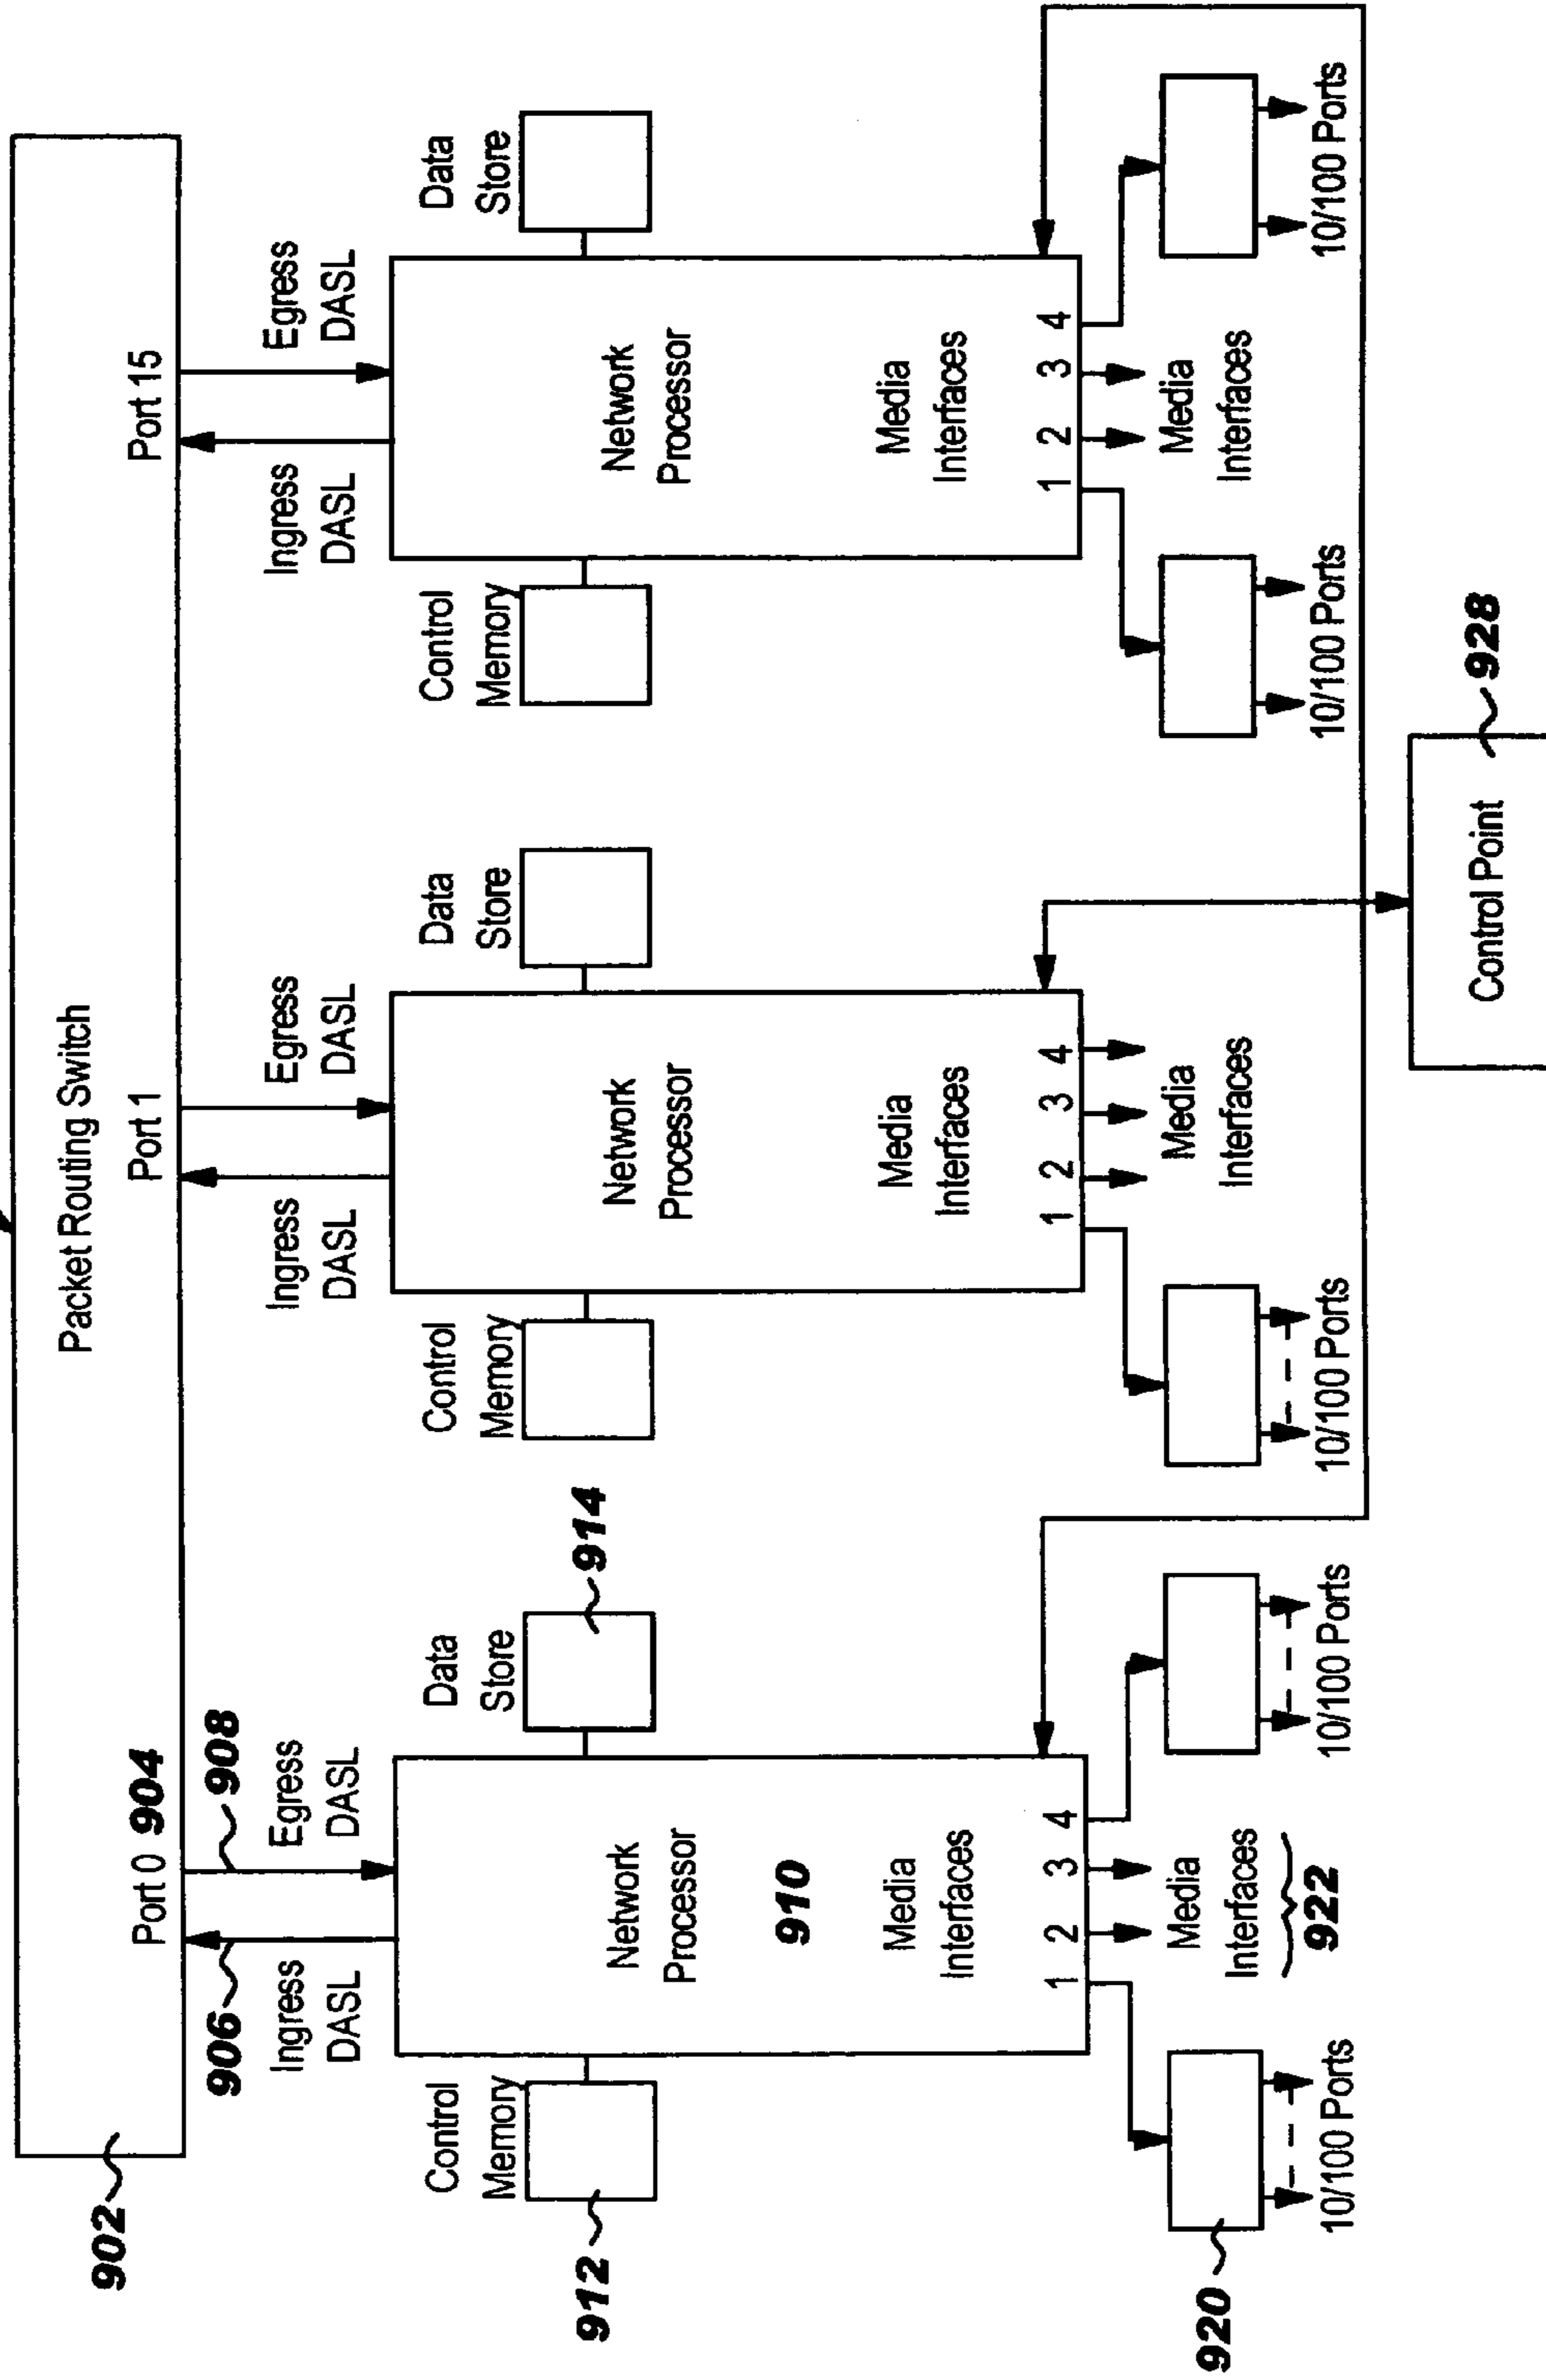 Packet Routing Switch
902
Port 0 904
Port 1
Port 15
906
908
Ingress
DASL
Egress
DASL
Ingress
DASL
Egress
DASL
Ingress
DASL
Egress
DASL
Control
Memory
Data
Store
Control
Memory
Data
Store
Control
Memory
Data
Store
912
914
Network
Processor
910
Network
Processor
Network
Processor
Media
Interfaces
1 2 3 4
Media
Interfaces
1 2 3 4
Media
Interfaces
1 2 3 4
920
Media
Interfaces
922
Media
Interfaces
Media
Interfaces
10/100 Ports
10/100 Ports
10/100 Ports
10/100 Ports
10/100 Ports
Control Point
928